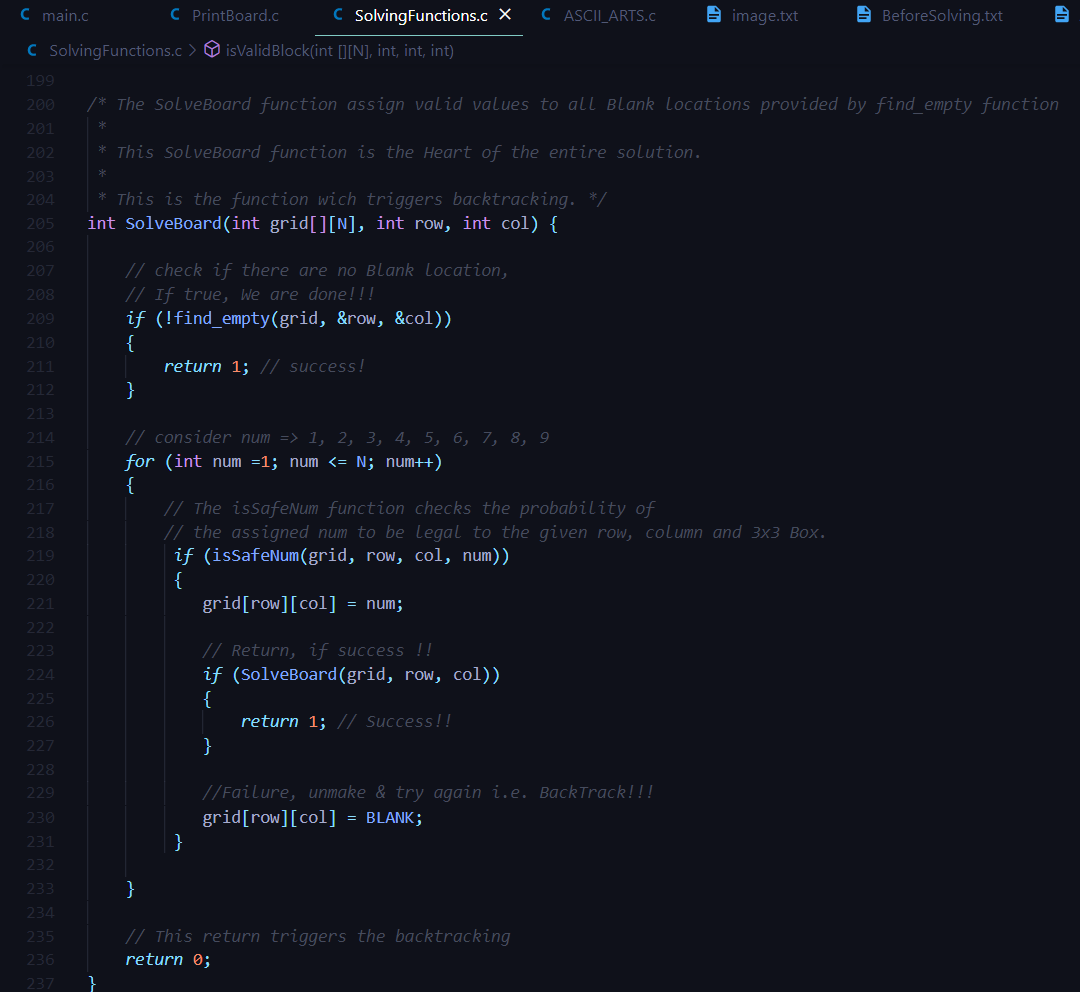 C main.c C PrintBoard.c C SolvingFunctions.c × C ASCII_ARTS.c image.txt BeforeSolving.txt
C SolvingFunctions.c > isValidBlock(int [][N], int, int, int)
199
200 /* The SolveBoard function assign valid values to all Blank locations provided by find_empty function
201 *
202 * This SolveBoard function is the Heart of the entire solution.
203 *
204 * This is the function wich triggers backtracking. */
205 int SolveBoard(int grid[][N], int row, int col) {
206
207 // check if there are no Blank location,
208 // If true, We are done!!!
209 if (!find_empty(grid, &row, &col))
210 {
211 return 1; // success!
212 }
213
214 // consider num => 1, 2, 3, 4, 5, 6, 7, 8, 9
215 for (int num =1; num <= N; num++)
216 {
217 // The isSafeNum function checks the probability of
218 // the assigned num to be legal to the given row, column and 3x3 Box.
219 if (isSafeNum(grid, row, col, num))
220 {
221 grid[row][col] = num;
222
223 // Return, if success !!
224 if (SolveBoard(grid, row, col))
225 {
226 return 1; // Success!!
227 }
228
229 //Failure, unmake & try again i.e. BackTrack!!!
230 grid[row][col] = BLANK;
231 }
232
233 }
234
235 // This return triggers the backtracking
236 return 0;
237 }